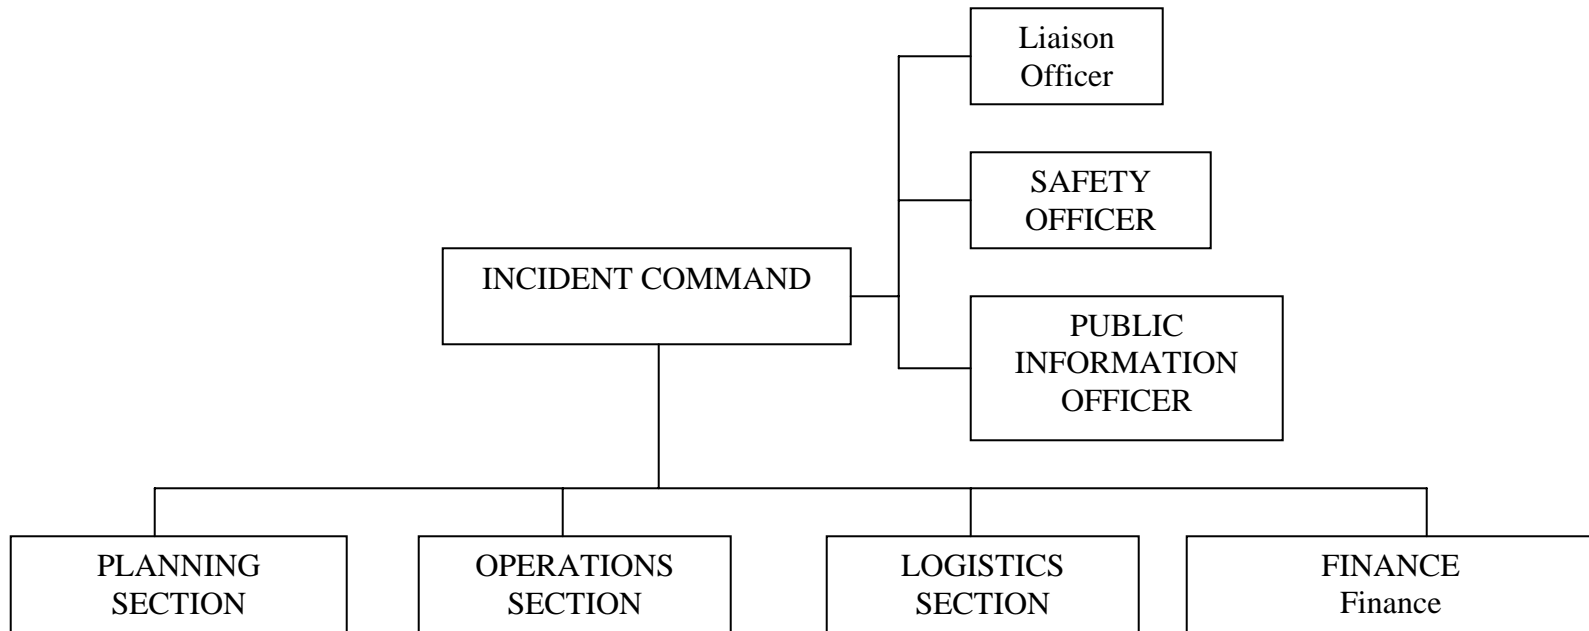 Liaison
Officer
SAFETY
OFFICER
INCIDENT COMMAND
PUBLIC
INFORMATION
OFFICER
PLANNING
SECTION
OPERATIONS
SECTION
LOGISTICS
SECTION
FINANCE
Finance